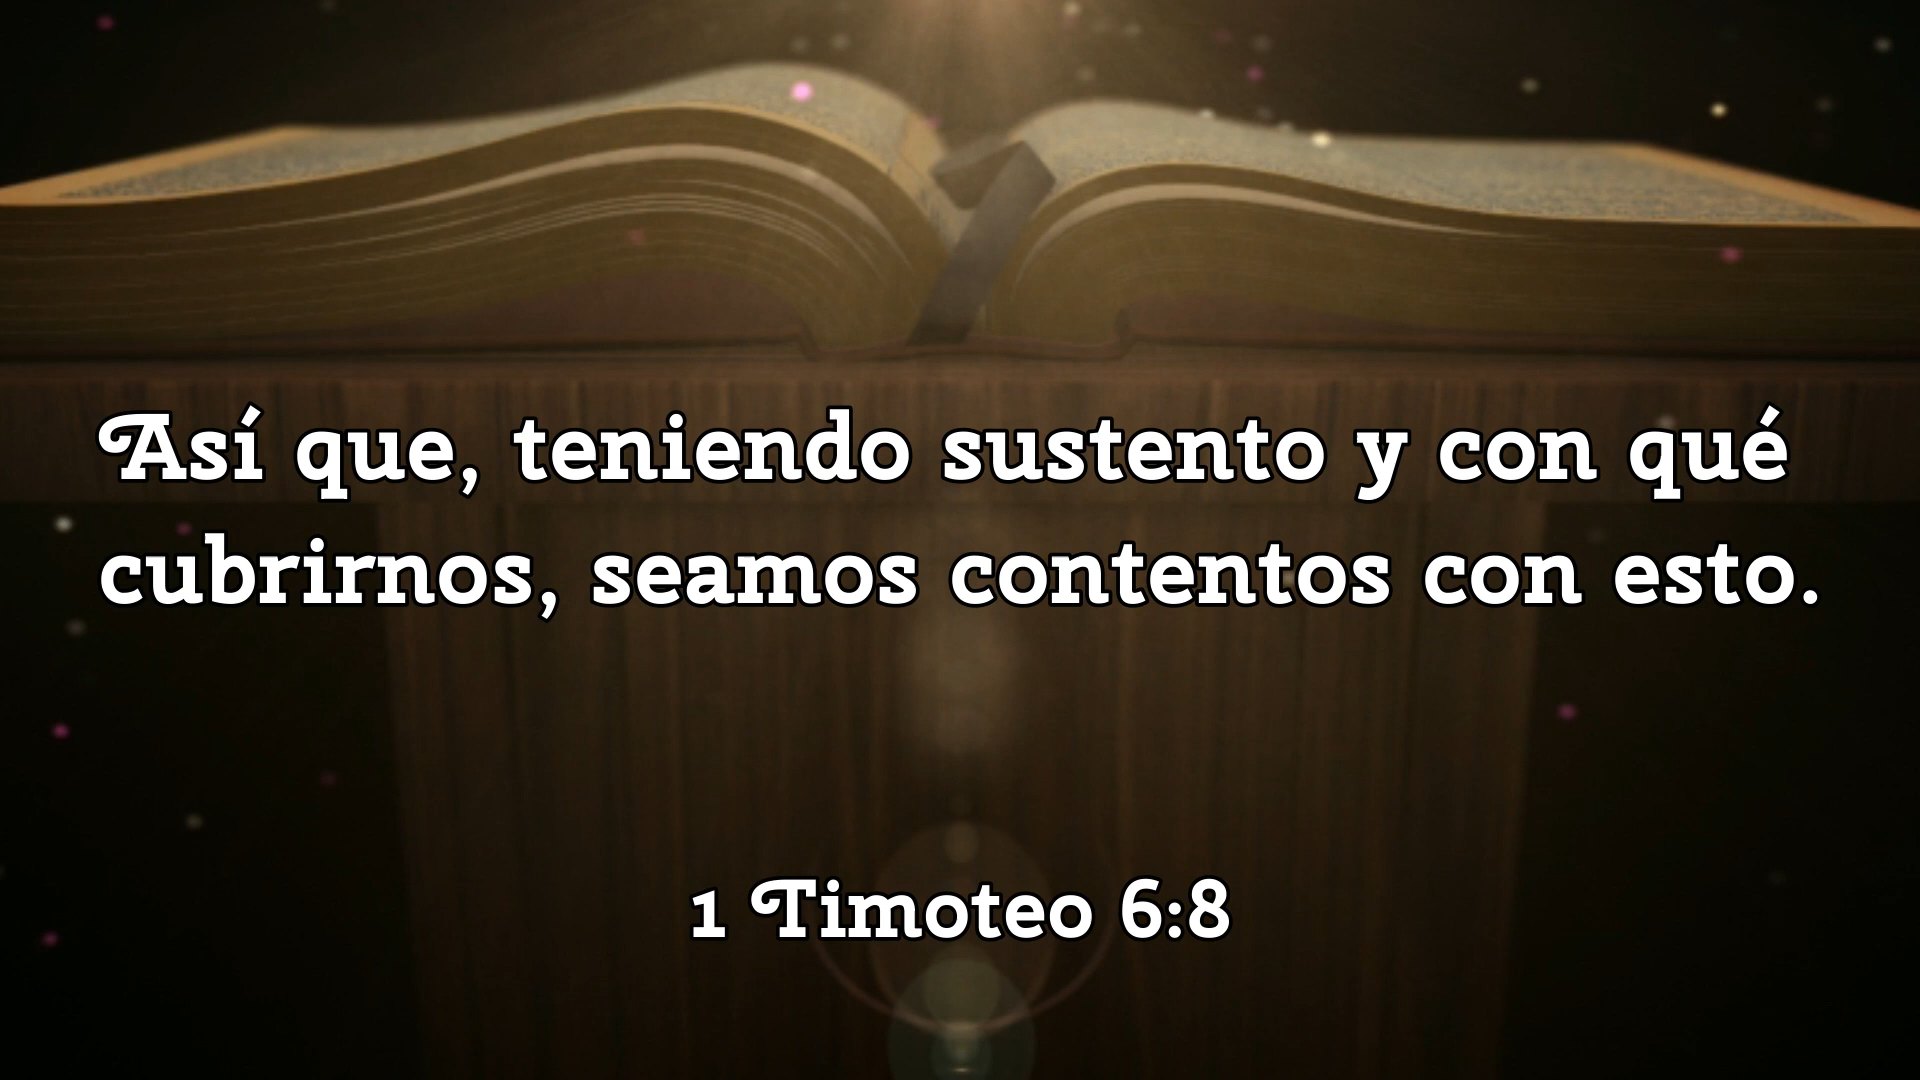 Así que, teniendo sustento y con qué
cubrirnos, seamos contentos con esto.
1 Timoteo 6:8